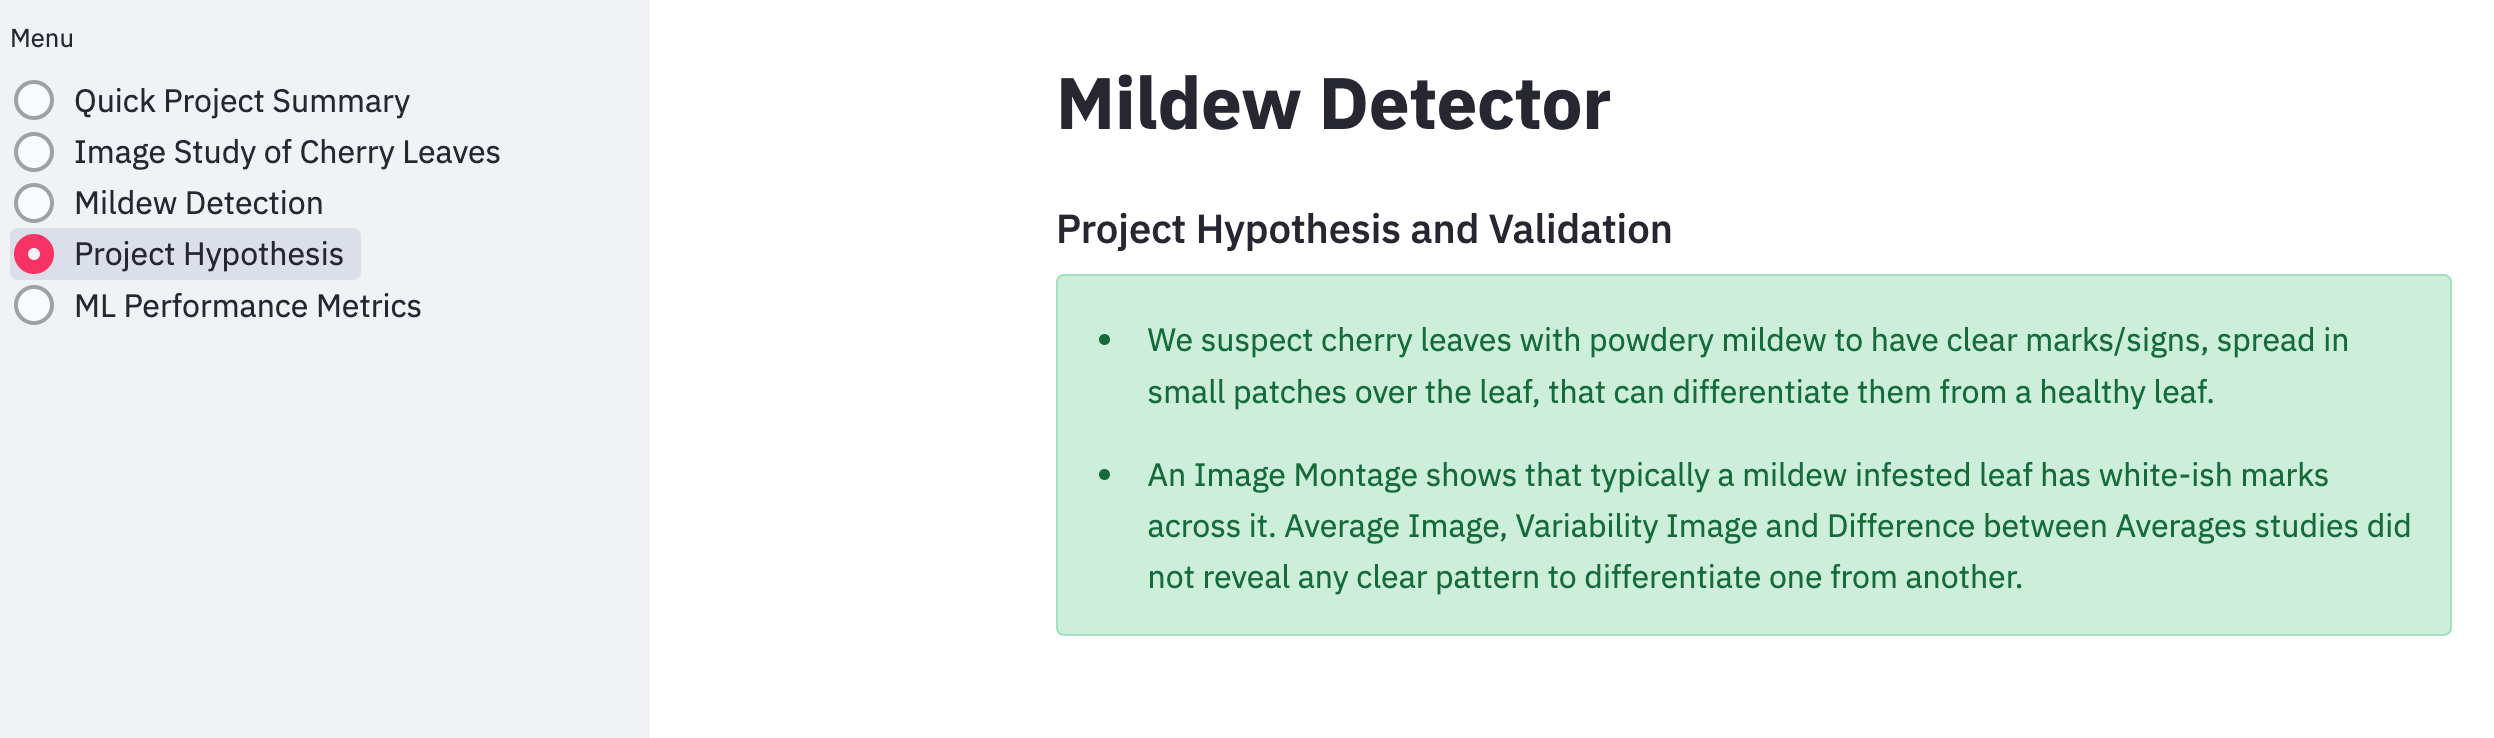 Menu
Quick Project Summary
Image Study of Cherry Leaves
Mildew Detection
Project Hypothesis
ML Performance Metrics
Mildew Detector
Project Hypothesis and Validation
We suspect cherry leaves with powdery mildew to have clear marks/signs, spread in
small patches over the leaf, that can differentiate them from a healthy leaf.
An Image Montage shows that typically a mildew infested leaf has white-ish marks
across it. Average Image, Variability Image and Difference between Averages studies did
not reveal any clear pattern to differentiate one from another.